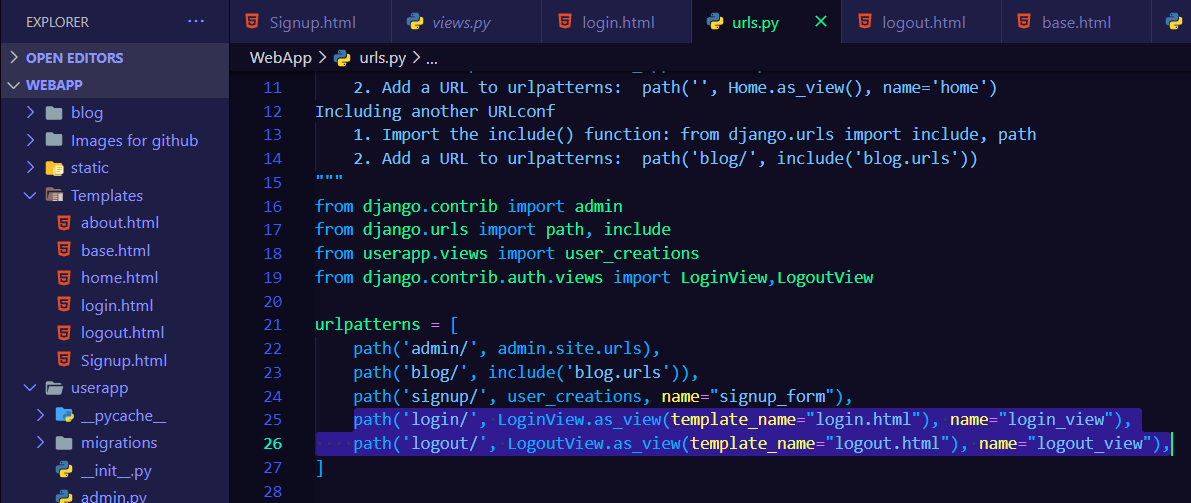 EXPLORER ...
Signup.html views.py login.html urls.py logout.html base.html
OPEN EDITORS
WEBAPP
blog
Images for github
static
Templates
about.html
base.html
home.html
login.html
logout.html
Signup.html
userapp
__pycache__
migrations
__init__.py
admin.py
WebApp > urls.py > ...
11 2. Add a URL to urlpatterns:  path('', Home.as_view(), name='home')
12 Including another URLconf
13 1. Import the include() function: from django.urls import include, path
14 2. Add a URL to urlpatterns:  path('blog/', include('blog.urls'))
15 """
16 from django.contrib import admin
17 from django.urls import path, include
18 from userapp.views import user_creations
19 from django.contrib.auth.views import LoginView,LogoutView
20
21 urlpatterns = [
22 path('admin/', admin.site.urls),
23 path('blog/', include('blog.urls')),
24 path('signup/', user_creations, name="signup_form"),
25 path('login/', LoginView.as_view(template_name="login.html"), name="login_view"),
26 path('logout/', LogoutView.as_view(template_name="logout.html"), name="logout_view"),
27 ]
28